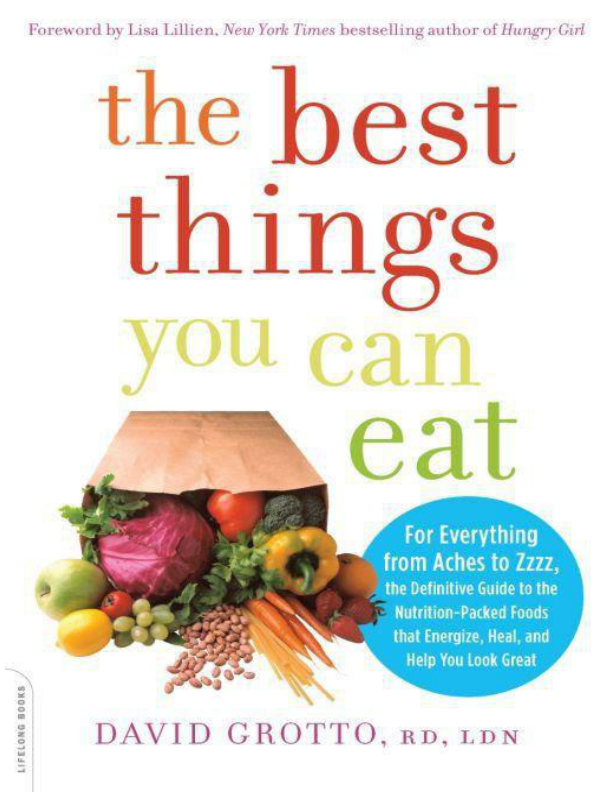 Foreword by Lisa Lillien, New York Times bestselling author of Hungry Girl
the best
things
you can
eat
For Everything
from Aches to Zzzz,
the Definitive Guide to the
Nutrition-Packed Foods
that Energize, Heal, and
Help You Look Great
LIFELONG BOOKS
DAVID GROTTO, RD, LDN